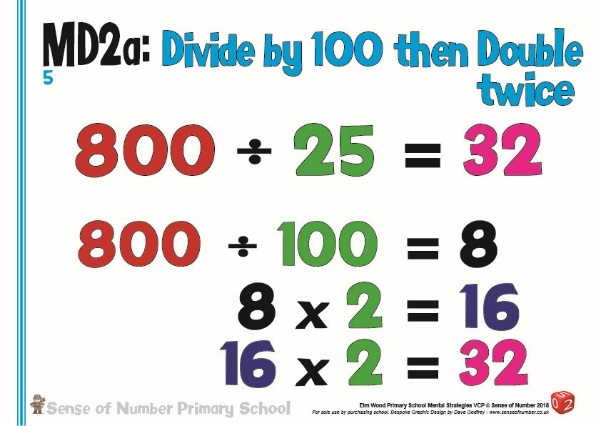 MD2a: Divide by 100 then Double
twice
5
800 ÷ 25 = 32
800 ÷ 100 = 8
8 x 2 = 16
16 x 2 = 32
Sense of Number Primary School
Elm Wood Primary School Mental Strategies VCP © Sense of Number 2018
For sole use by purchasing school. Bespoke Graphic Design by Dave Godfrey - www.senseofnumber.co.uk